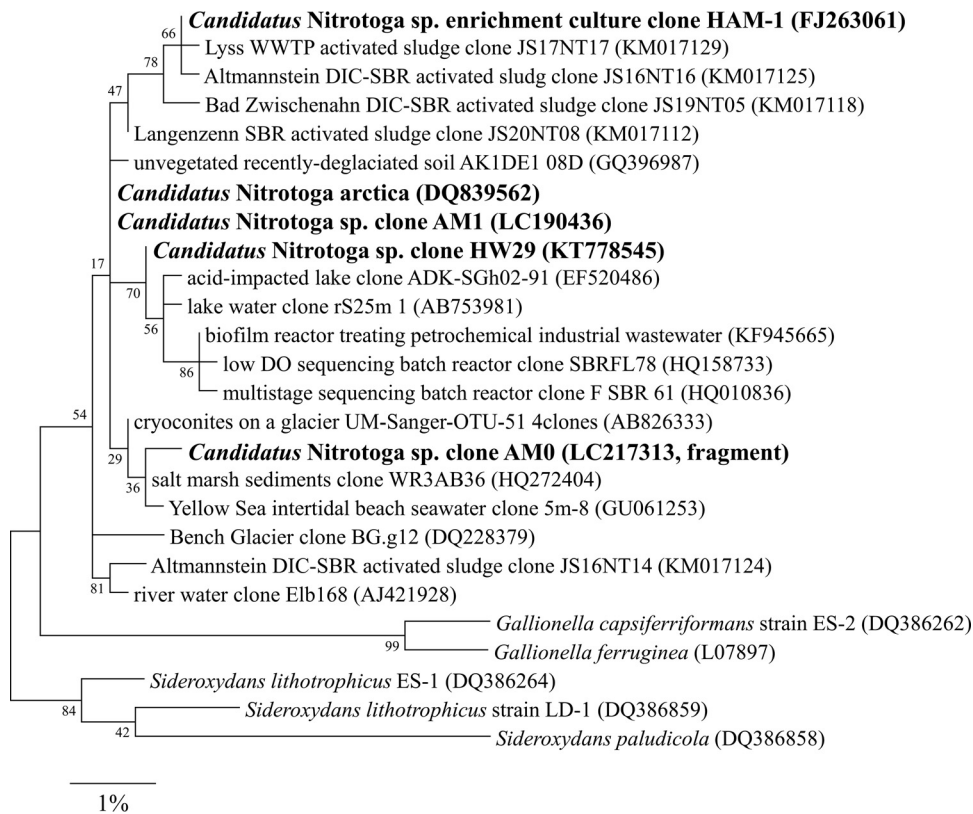 Candidatus Nitrotoga sp. enrichment culture clone HAM-1 (FJ263061)
66
Lyss WWTP activated sludge clone JS17NT17 (KM017129)
78
Altmannstein DIC-SBR activated sludg clone JS16NT16 (KM017125)
47
Bad Zwischenahn DIC-SBR activated sludge clone JS19NT05 (KM017118)
Langenzenn SBR activated sludge clone JS20NT08 (KM017112)
unvegetated recently-deglaciated soil AK1DE1 08D (GQ396987)
Candidatus Nitrotoga arctica (DQ839562)
Candidatus Nitrotoga sp. clone AM1 (LC190436)
Candidatus Nitrotoga sp. clone HW29 (KT778545)
17
acid-impacted lake clone ADK-SGh02-91 (EF520486)
70
lake water clone rS25m 1 (AB753981)
56
biofilm reactor treating petrochemical industrial wastewater (KF945665)
low DO sequencing batch reactor clone SBRFL78 (HQ158733)
86
multistage sequencing batch reactor clone F SBR 61 (HQ010836)
54
cryoconites on a glacier UM-Sanger-OTU-51 4clones (AB826333)
Candidatus Nitrotoga sp. clone AM0 (LC217313, fragment)
29
salt marsh sediments clone WR3AB36 (HQ272404)
36
Yellow Sea intertidal beach seawater clone 5m-8 (GU061253)
Bench Glacier clone BG.g12 (DQ228379)
Altmannstein DIC-SBR activated sludge clone JS16NT14 (KM017124)
81
river water clone Elb168 (AJ421928)
Gallionella capsiferriformans strain ES-2 (DQ386262)
99
Gallionella ferruginea (L07897)
Sideroxydans lithotrophicus ES-1 (DQ386264)
84
Sideroxydans lithotrophicus strain LD-1 (DQ386859)
42
Sideroxydans paludicola (DQ386858)
1%